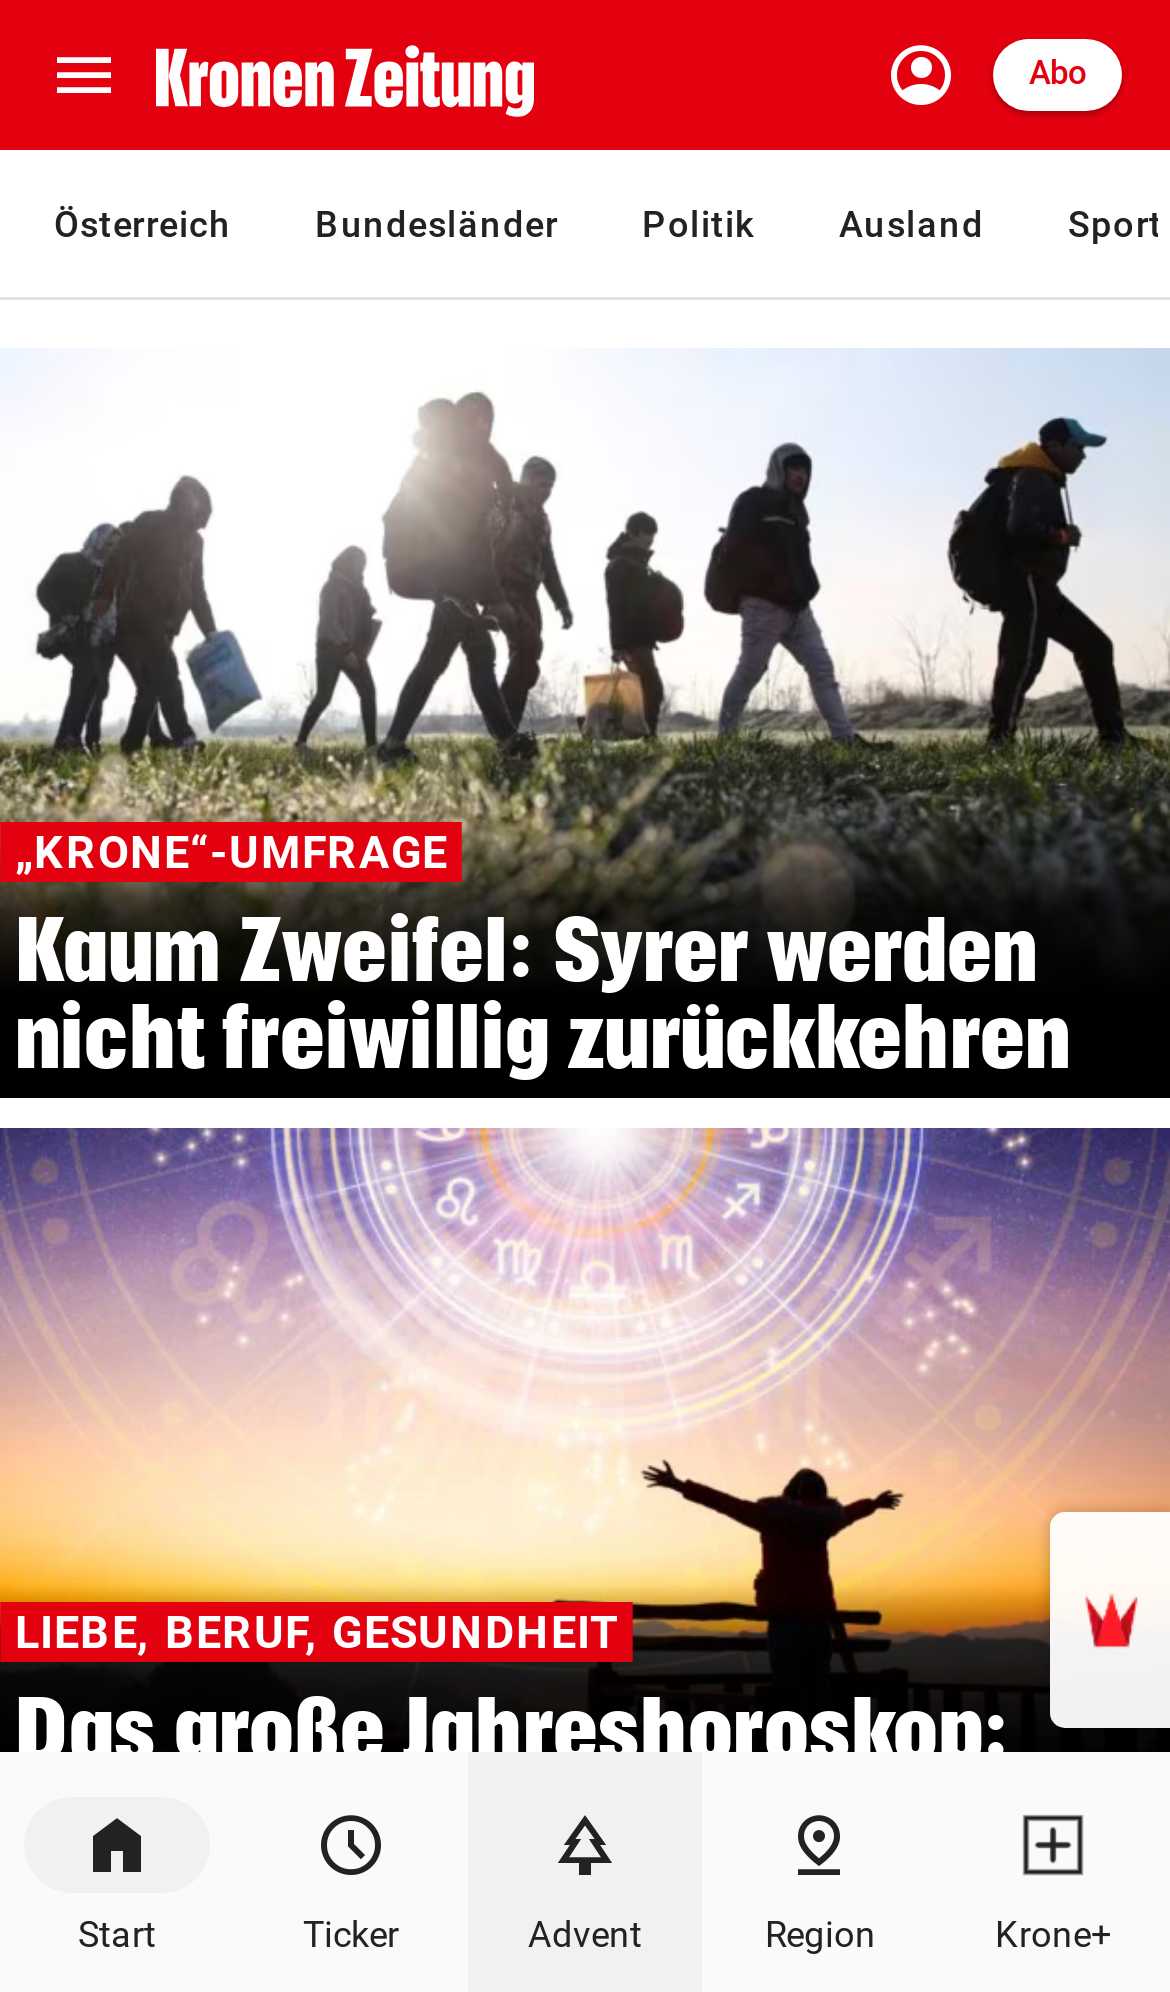 Kronen Zeitung
Abo
Österreich Bundesländer Politik Ausland Sport
„KRONE“-UMFRAGE
Kaum Zweifel: Syrer werden
nicht freiwillig zurückkehren
LIEBE, BERUF, GESUNDHEIT
Das große Jahreshoroskop:
Start Ticker Advent Region Krone+